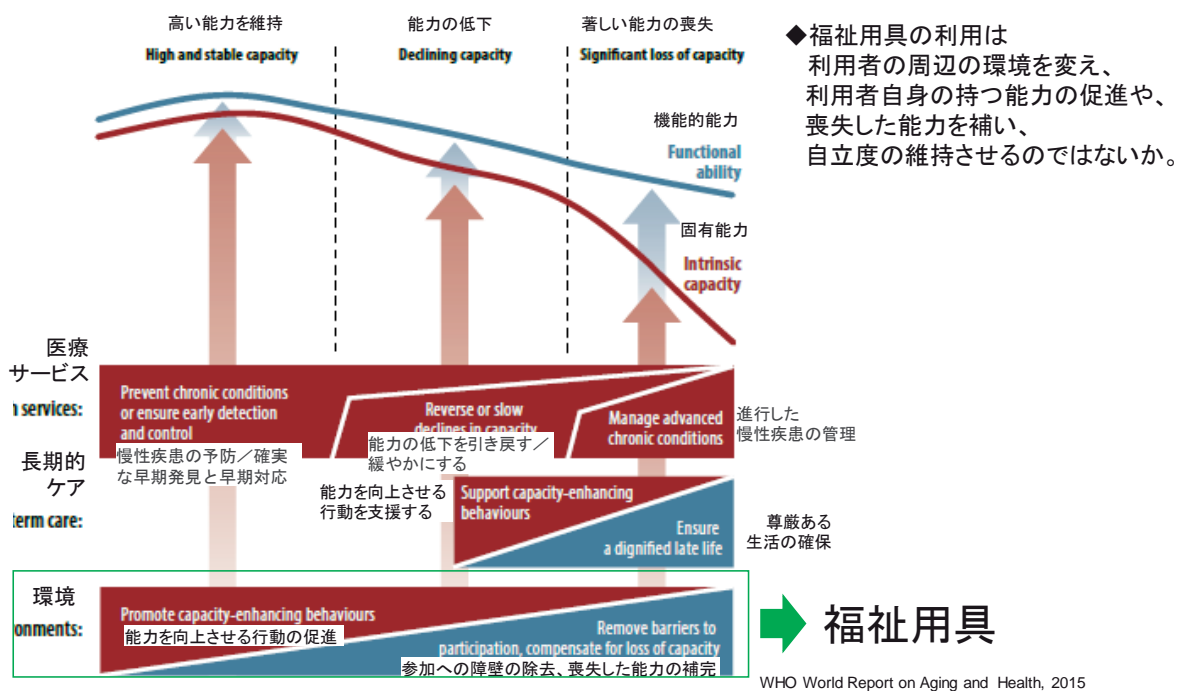 高い能力を維持
High and stable capacity
能力の低下
Declining capacity
著しい能力の喪失
Significant loss of capacity
◆福祉用具の利用は
利用者の周辺の環境を変え、
利用者自身の持つ能力の促進や、
喪失した能力を補い、
自立度の維持させるのではないか。
機能的能力
Functional
ability
固有能力
Intrinsic
capacity
医療
サービス
services:
Prevent chronic conditions
or ensure early detection
and control
慢性疾患の予防／確実
な早期発見と早期対応
Reverse or slow
declines in capacity
能力の低下を引き戻す／
緩やかにする
Manage advanced
chronic conditions
進行した
慢性疾患の管理
長期的
ケア
term care:
能力を向上させる
行動を支援する
Support capacity-enhancing
behaviours
Ensure
a dignified late life
尊厳ある
生活の確保
環境
onments:
Promote capacity-enhancing behaviours
能力を向上させる行動の促進
Remove barriers to
participation, compensate for loss of capacity
参加への障壁の除去、喪失した能力の補完
福祉用具
WHO World Report on Aging and Health, 2015